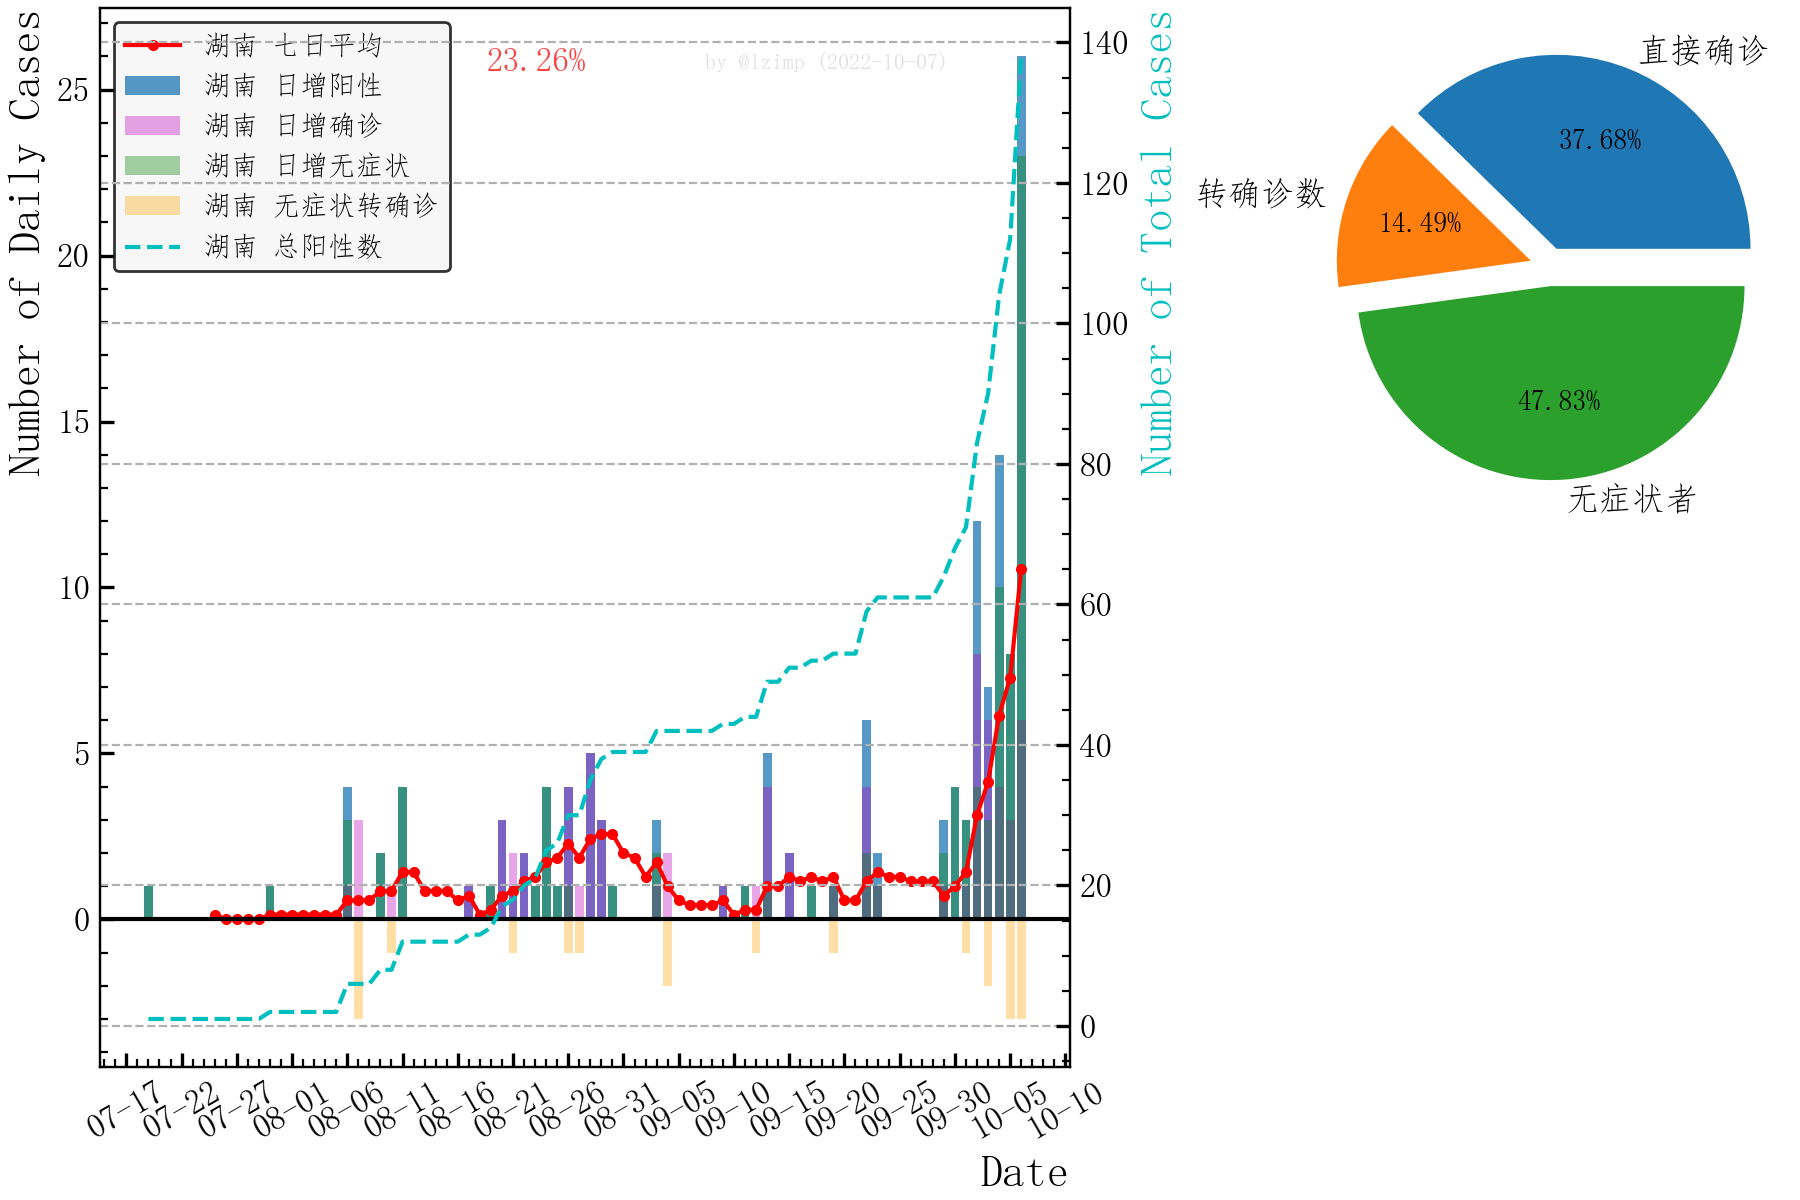 Number of Daily Cases
湖南 七日平均
湖南 日增阳性
湖南 日增确诊
湖南 日增无症状
湖南 无症状转确诊
湖南 总阳性数
23.26%
by @lzimp (2022-10-07)
25
20
15
10
5
0
140
120
100
80
60
40
20
0
Number of Total Cases
07-17
07-22
07-27
08-01
08-06
08-11
08-16
08-21
08-26
08-31
09-05
09-10
09-15
09-20
09-25
09-30
10-05
10-10
Date
直接确诊
37.68%
转确诊数
14.49%
47.83%
无症状者